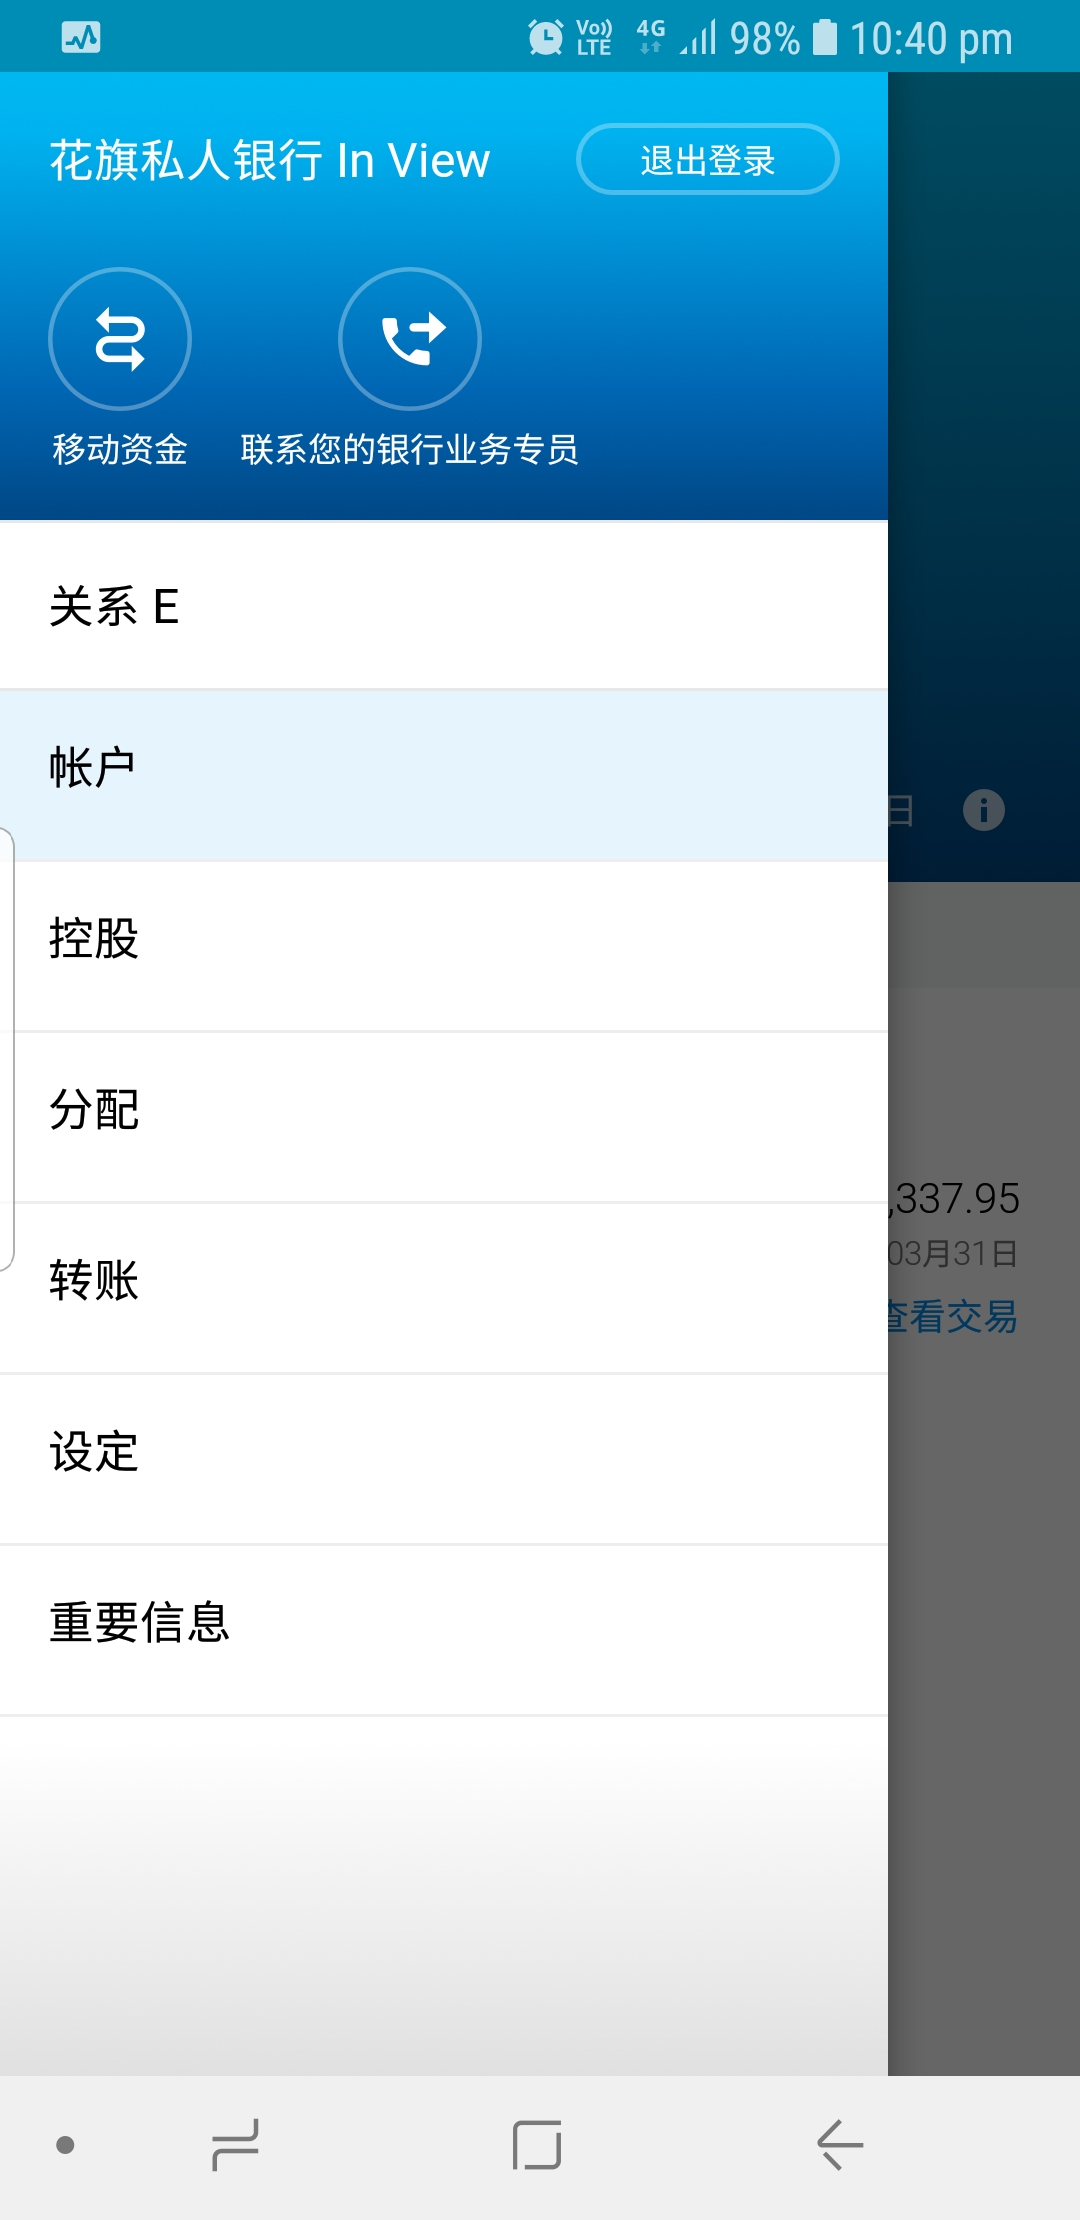 Vo)) LTE 4G 98% 10:40 pm
花旗私人银行 In View
退出登录
移动资金
联系您的银行业务专员
关系 E
帐户
日
控股
分配
,337.95
转账
03月31日
查看交易
设定
重要信息